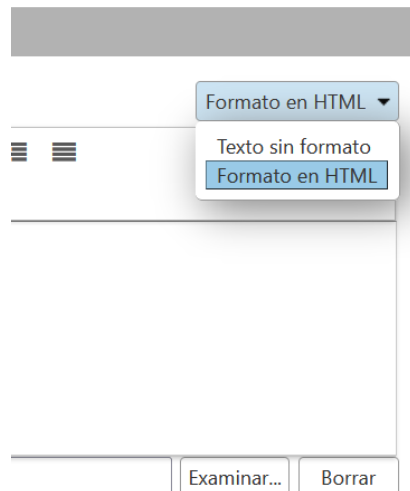 Formato en HTML
Texto sin formato
Formato en HTML
Examinar... Borrar